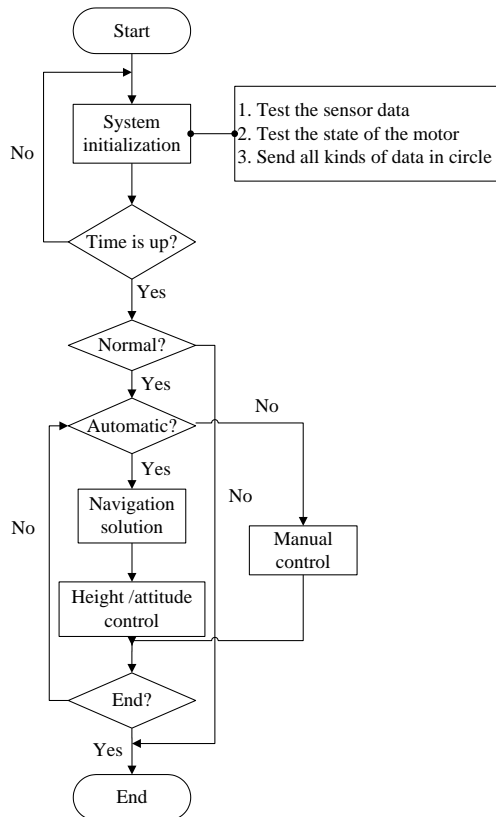 Start
System
initialization
1. Test the sensor data
2. Test the state of the motor
3. Send all kinds of data in circle
No
Time is up?
Yes
Normal?
Yes
No
Automatic?
Yes
No
Navigation
solution
No
Manual
control
Height /attitude
control
End?
Yes
End